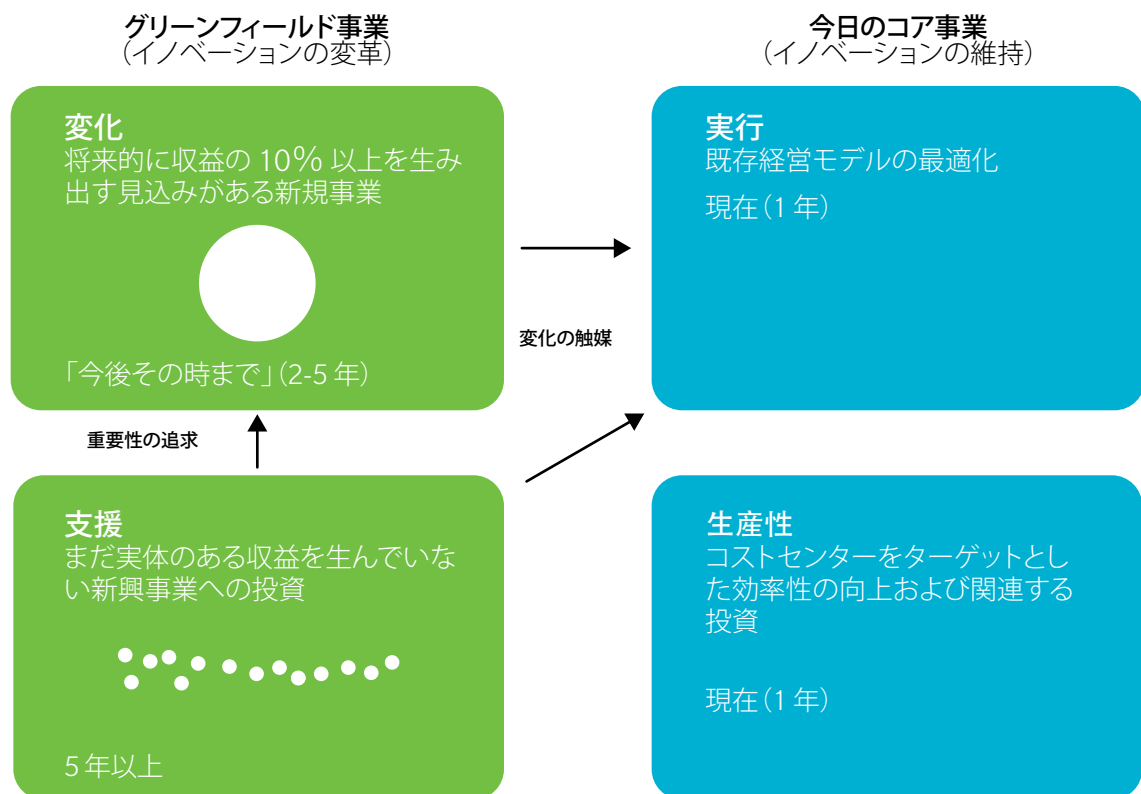 グリーンフィールド事業
(イノベーションの変革)
今日のコア事業
(イノベーションの維持)
変化
将来的に収益の 10% 以上を生み
出す見込みがある新規事業
「今後その時まで」(2-5 年)
実行
既存経営モデルの最適化
現在(1 年)
変化の触媒
重要性の追求
支援
まだ実体のある収益を生んでいな
い新興事業への投資
5 年以上
生産性
コストセンターをターゲットとし
た効率性の向上および関連する
投資
現在(1 年)